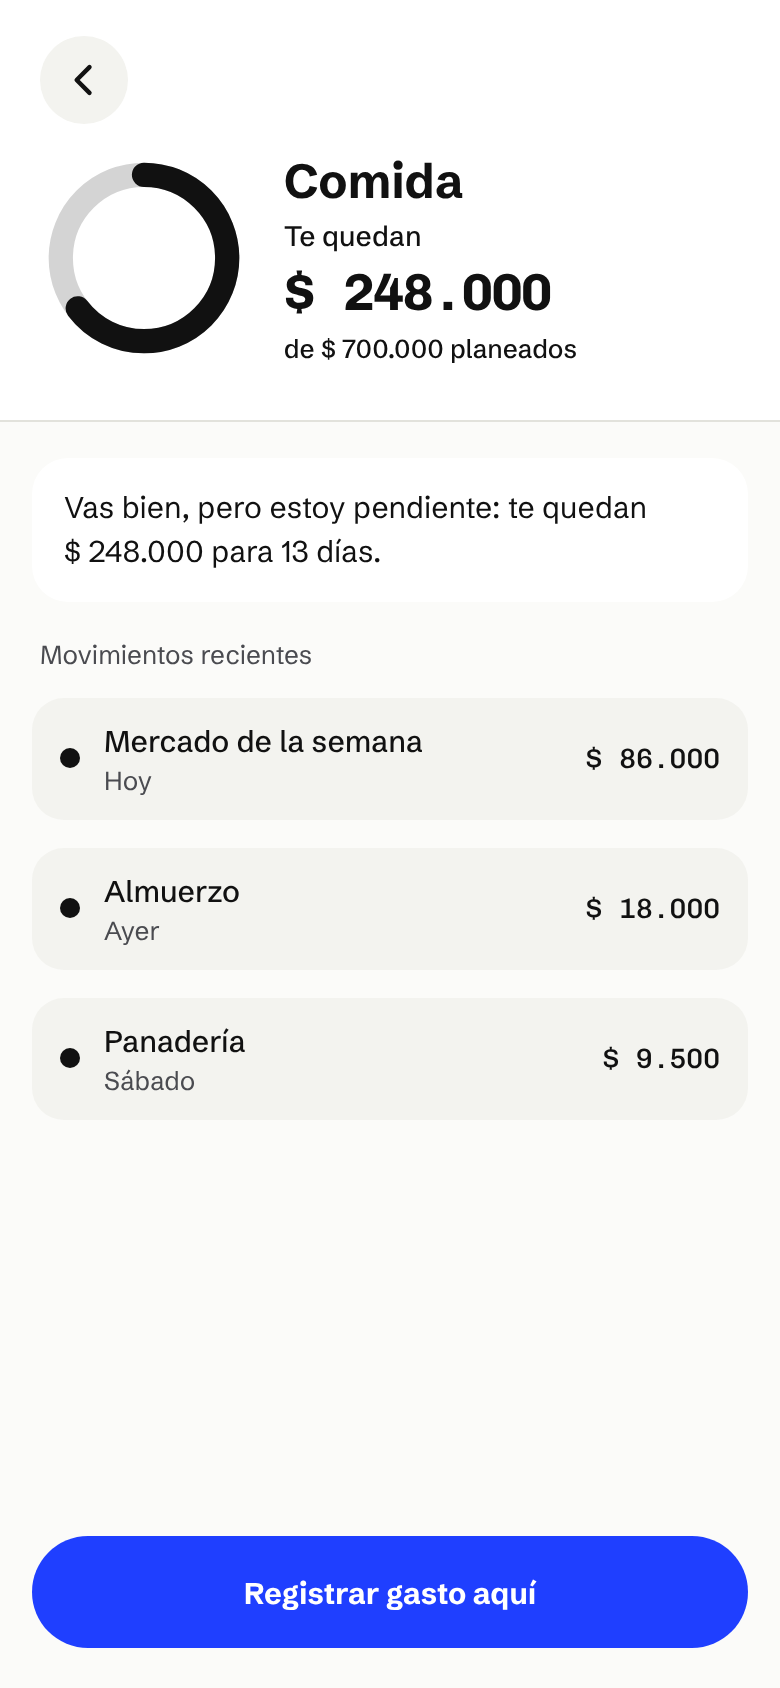 Comida
Te quedan
$ 248.000
de $ 700.000 planeados
Vas bien, pero estoy pendiente: te quedan
$ 248.000 para 13 días.
Movimientos recientes
Mercado de la semana
$ 86.000
Hoy
Almuerzo
$ 18.000
Ayer
Panadería
$ 9.500
Sábado
Registrar gasto aquí